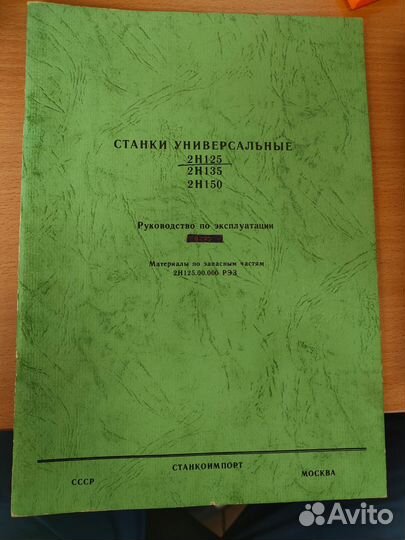 СТАНКИ УНИВЕРСАЛЬНЫЕ
2Н125
2Н135
2Н150
Руководство по эксплуатации
Материалы по запасным частям
2Н125.00.000 РЭЗ
СТАНКОИМПОРТ
СССР
МОСКВА
Avito